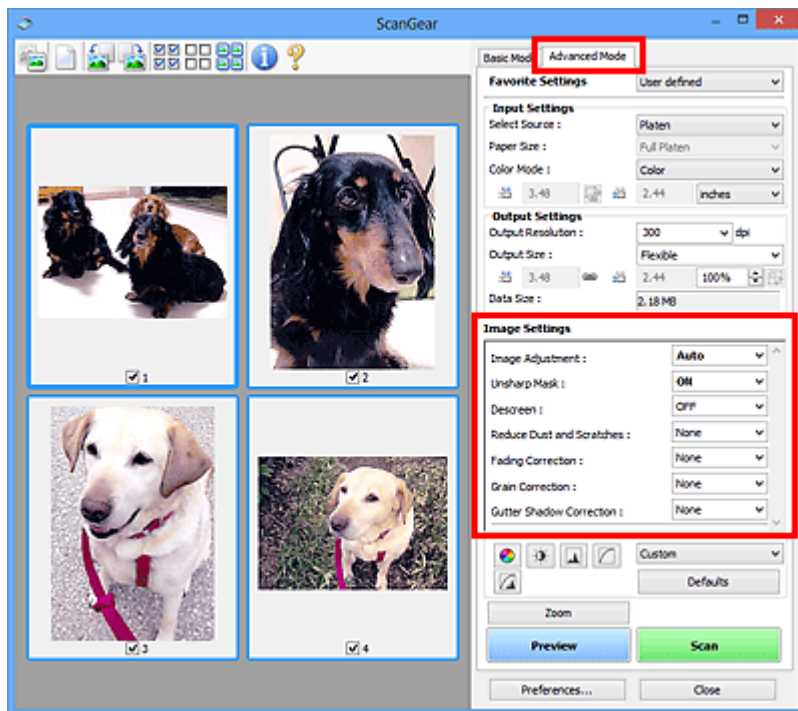 ScanGear
Basic Mode Advanced Mode
Favorite Settings User defined
Input Settings
Select Source : Platen
Paper Size : Full Platen
Color Mode : Color
3.48 2.44 inches
Output Settings
Output Resolution : 300 dpi
Output Size : Flexible
3.48 2.44 100%
Data Size : 2.18 MB
Image Settings
Image Adjustment : Auto
Unsharp Mask : ON
Descreen : OFF
Reduce Dust and Scratches : None
Fading Correction : None
Grain Correction : None
Gutter Shadow Correction : None
Custom
Defaults
Zoom
Preview Scan
Preferences... Close
1
2
3
4